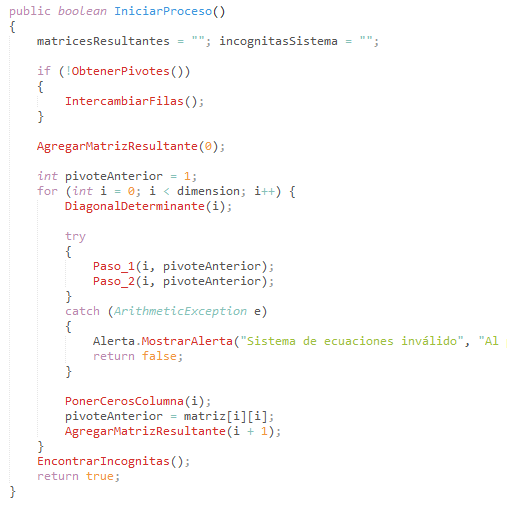 public boolean IniciarProceso()
{
matricesResultantes = ""; incognitasSistema = "";
if (!ObtenerPivotes())
{
IntercambiarFilas();
}
AgregarMatrizResultante(0);
int pivoteAnterior = 1;
for (int i = 0; i < dimension; i++) {
DiagonalDeterminante(i);
try
{
Paso_1(i, pivoteAnterior);
Paso_2(i, pivoteAnterior);
}
catch (ArithmeticException e)
{
Alerta.MostrarAlerta("Sistema de ecuaciones inválido", "Al
return false;
}
PonerCerosColumna(i);
pivoteAnterior = matriz[i][i];
AgregarMatrizResultante(i + 1);
}
EncontrarIncognitas();
return true;
}